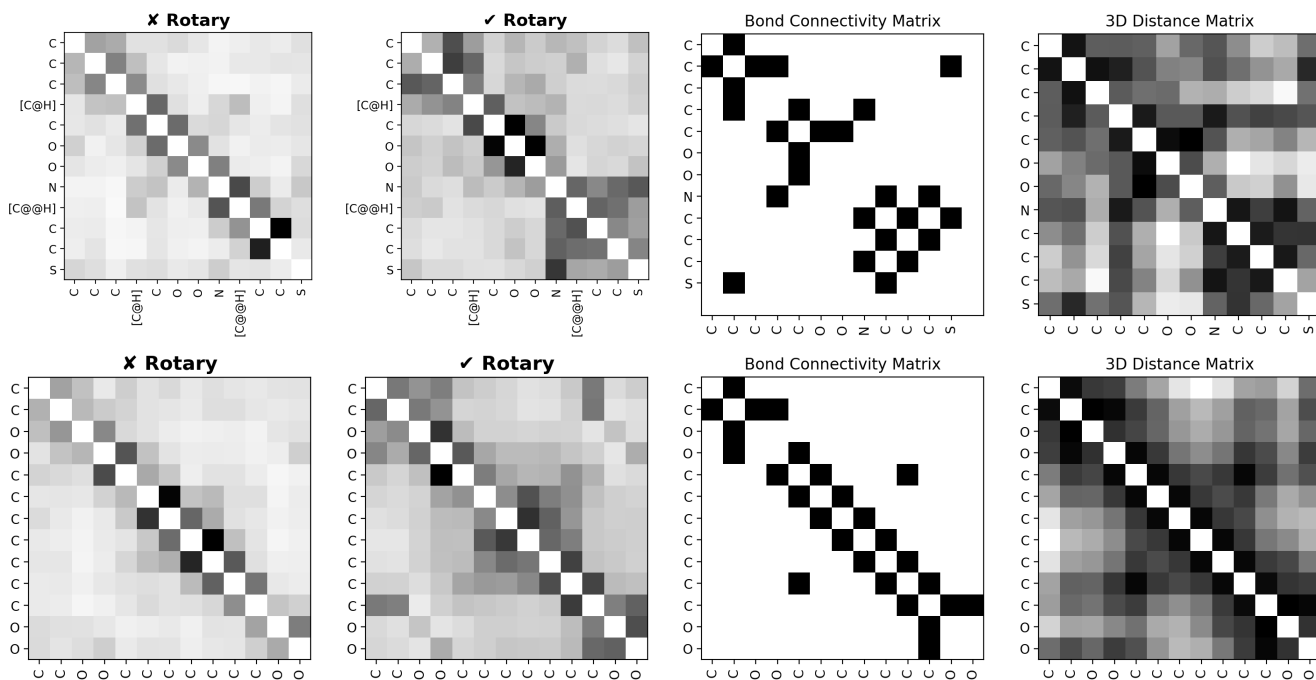 ✘ Rotary
C
C
C
[C@H]
C
O
O
N
[C@@H]
C
C
S
C C C [C@H] C O O N [C@@H] C C S
✔ Rotary
C
C
C
[C@H]
C
O
O
N
[C@@H]
C
C
S
C C C [C@H] C O O N [C@@H] C C S
Bond Connectivity Matrix
C
C
C
C
C
O
O
N
C
C
C
S
C C C C C O O N C C C S
3D Distance Matrix
C
C
C
C
C
O
O
N
C
C
C
S
C C C C C O O N C C C S
✘ Rotary
C
C
O
O
C
C
C
C
C
C
C
O
O
C C O O C C C C C C C O O
✔ Rotary
C
C
O
O
C
C
C
C
C
C
C
O
O
C C O O C C C C C C C O O
Bond Connectivity Matrix
C
C
O
O
C
C
C
C
C
C
C
O
O
C C O O C C C C C C C O O
3D Distance Matrix
C
C
O
O
C
C
C
C
C
C
C
O
O
C C O O C C C C C C C O O